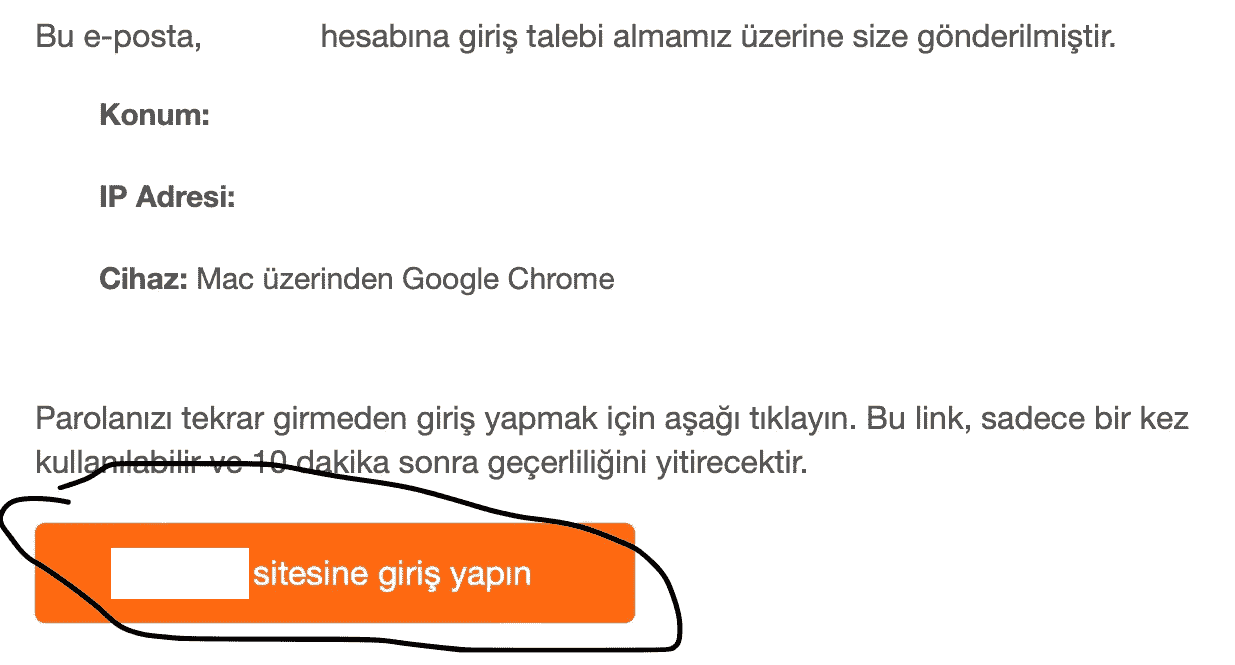 Bu e-posta, hesabına giriş talebi almamız üzerine size gönderilmiştir.
Konum:
IP Adresi:
Cihaz: Mac üzerinden Google Chrome
Parolanızı tekrar girmeden giriş yapmak için aşağı tıklayın. Bu link, sadece bir kez
kullanılabilir ve 10 dakika sonra geçerliliğini yitirecektir.
sitesine giriş yapın